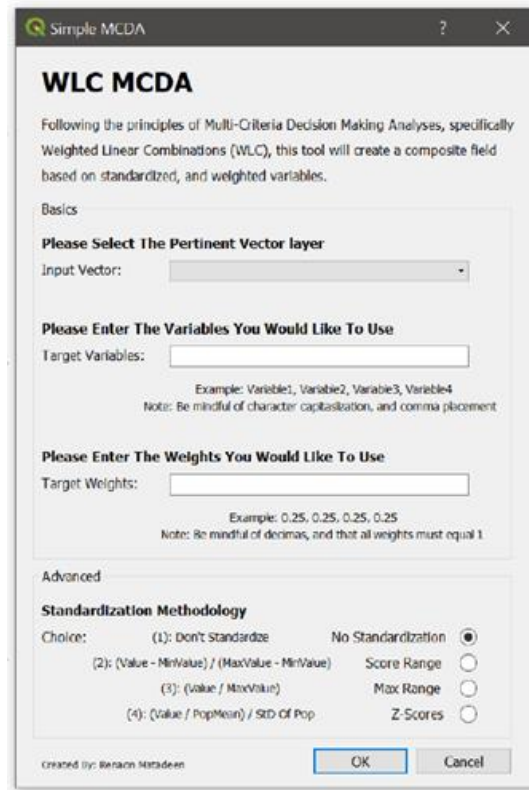 Simple MCDA
WLC MCDA
Following the principles of Multi-Criteria Decision Making Analyses, specifically
Weighted Linear Combinations (WLC), this tool will create a composite field
based on standardized, and weighted variables.
Basics
Please Select The Pertinent Vector layer
Input Vector:
Please Enter The Variables You Would Like To Use
Target Variables:
Example: Variable1, Variable2, Variable3, Variable4
Note: Be mindful of character capitasization, and comma placement
Please Enter The Weights You Would Like To Use
Target Weights:
Example: 0.25, 0.25, 0.25, 0.25
Note: Be mindful of decimas, and that all weights must equal 1
Advanced
Standardization Methodology
Choice: (1): Don't Standardize No Standardization
(2): (Value - MinValue) / (MaxValue - MinValue) Score Range
(3): (Value / MaxValue) Max Range
(4): (Value / PopMean) / StD Of Pop Z-Scores
Created By: Matadeen OK Cancel